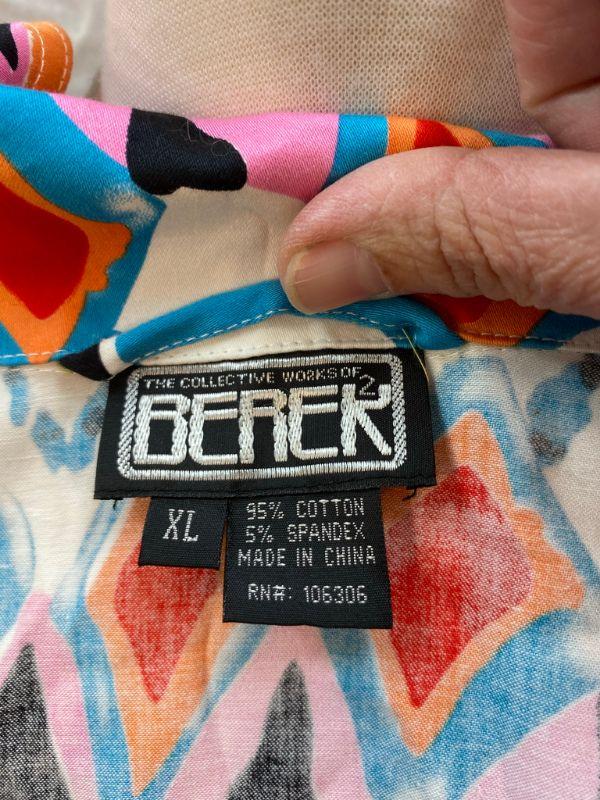 THE COLLECTIVE WORKS OF
BEREK 2
XL
95% COTTON
5% SPANDEX
MADE IN CHINA
RN#: 106306